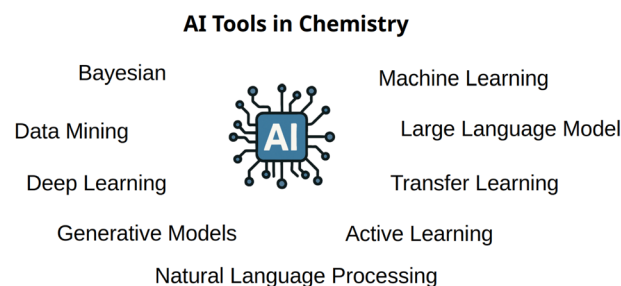 AI Tools in Chemistry
Bayesian
Machine Learning
Data Mining
AI
Large Language Model
Deep Learning
Transfer Learning
Generative Models
Active Learning
Natural Language Processing